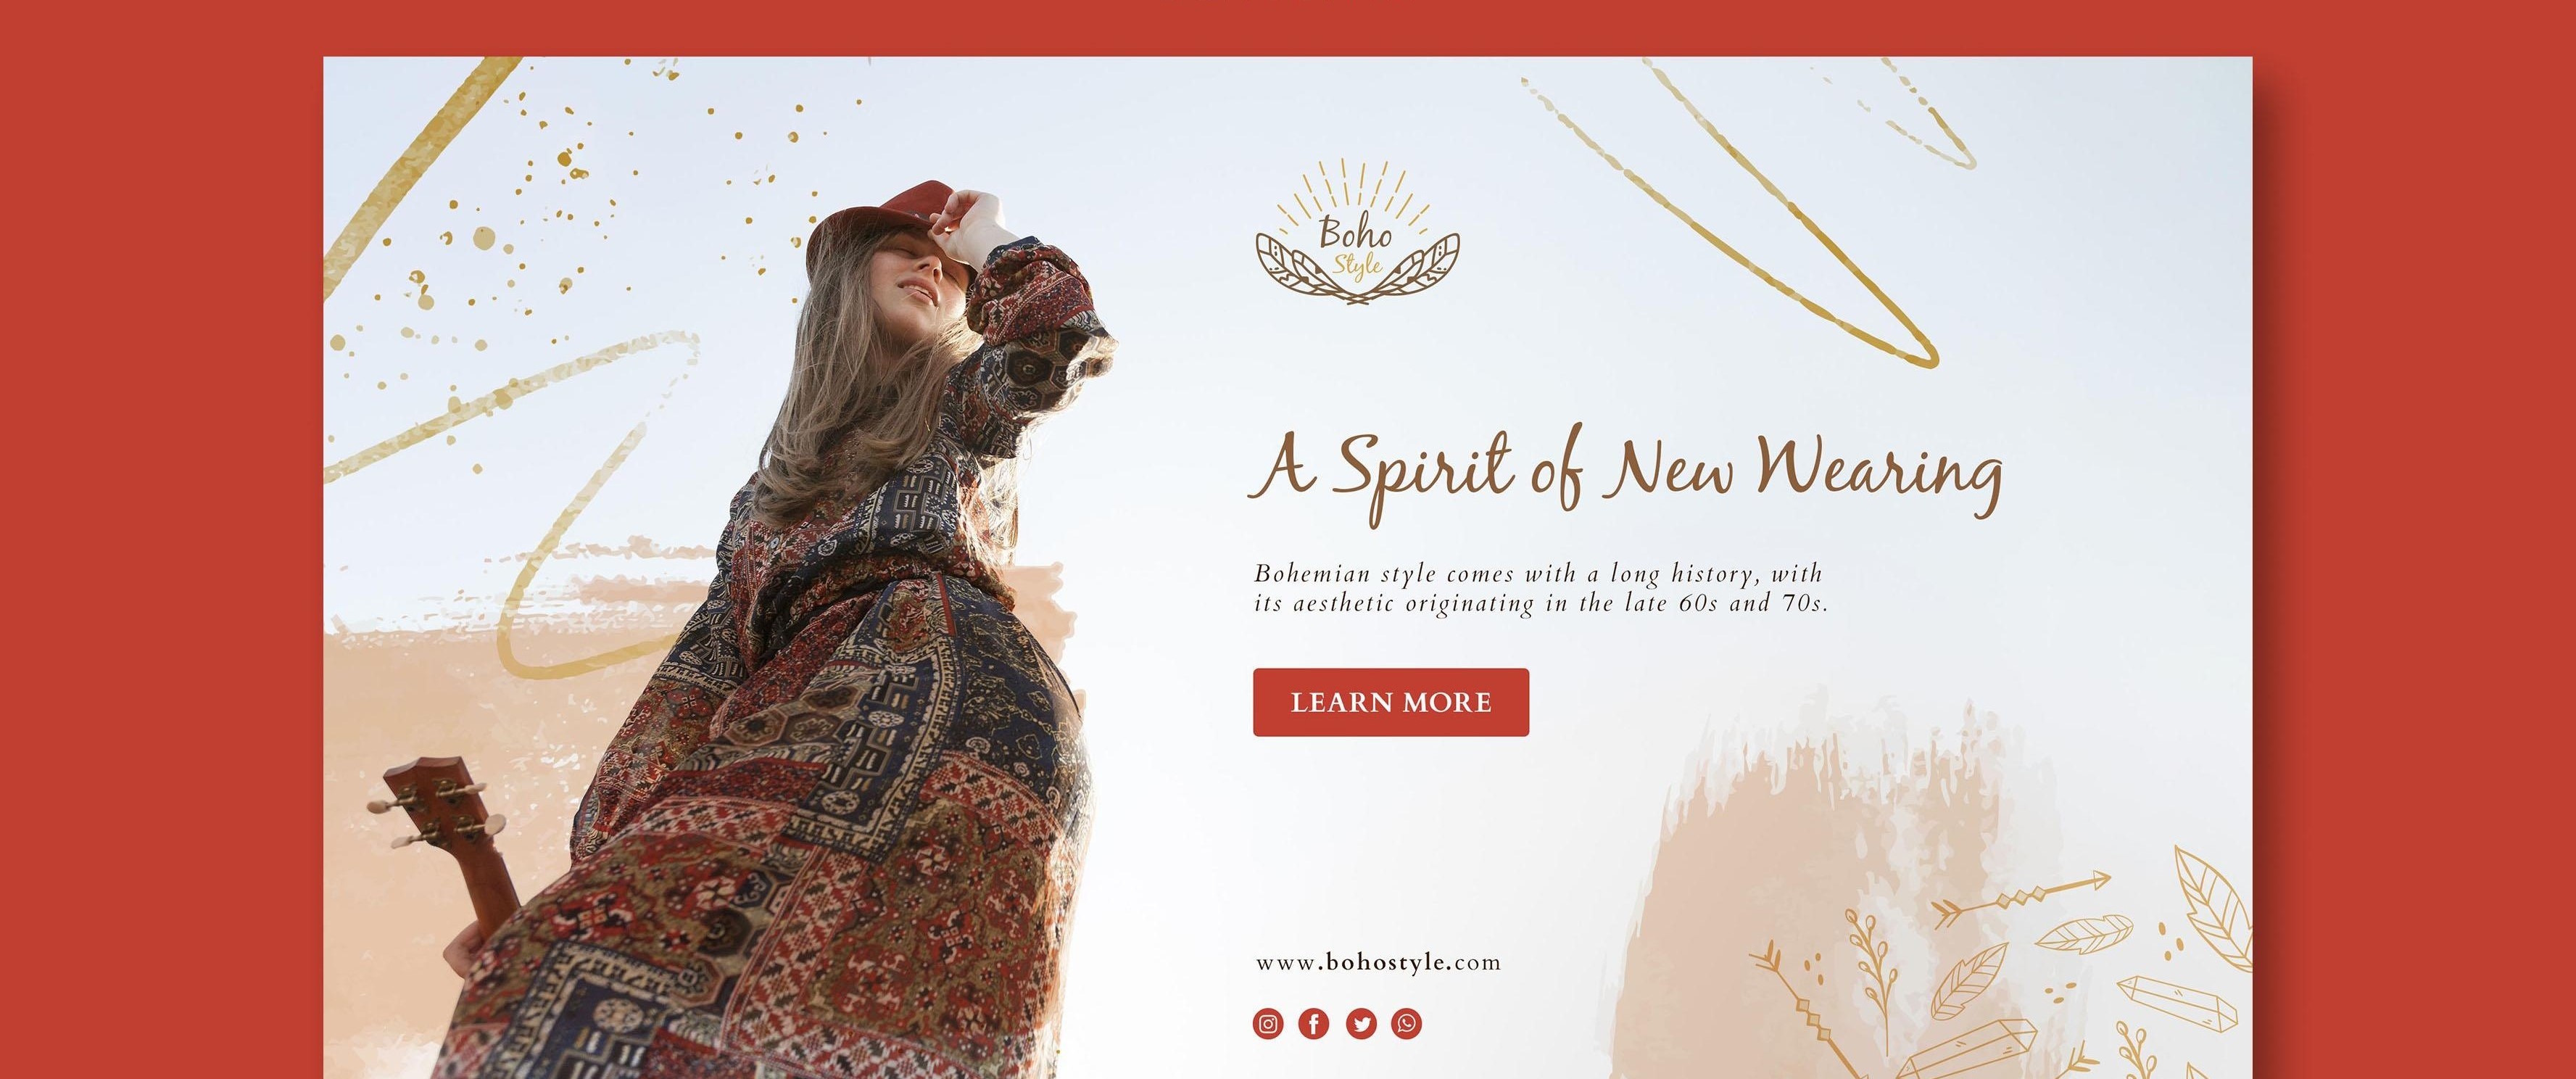 Boho
Style
A Spirit of New Wearing
Bohemian style comes with a long history, with
its aesthetic originating in the late 60s and 70s.
LEARN MORE
www.bohostyle.com